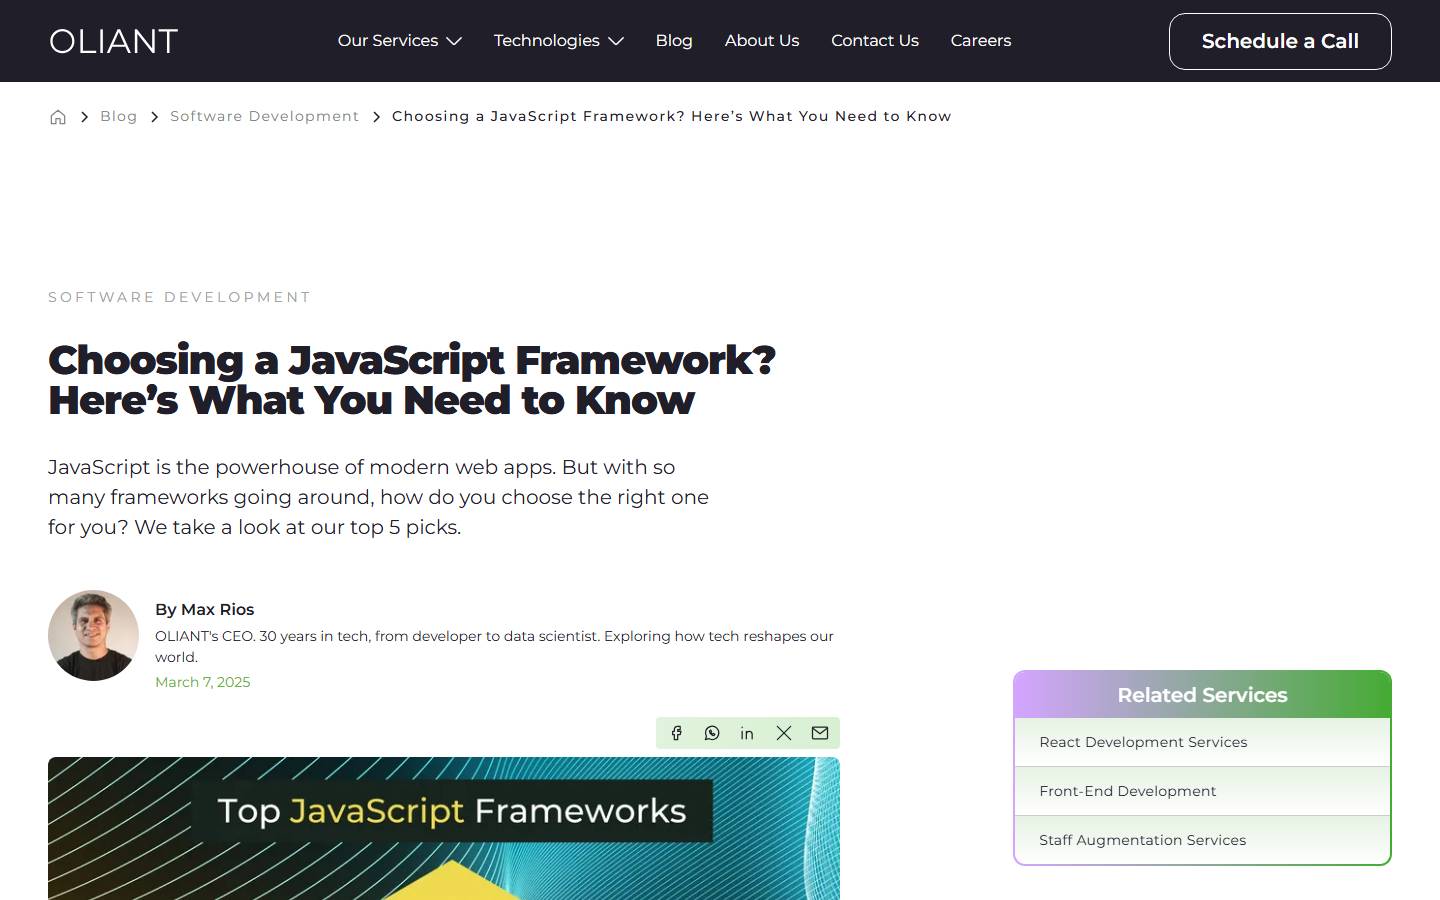 OLIANT
Our Services
Technologies
Blog
About Us
Contact Us
Careers
Schedule a Call
Blog
Software Development
Choosing a JavaScript Framework? Here’s What You Need to Know
SOFTWARE DEVELOPMENT
Choosing a JavaScript Framework?
Here’s What You Need to Know
JavaScript is the powerhouse of modern web apps. But with so
many frameworks going around, how do you choose the right one
for you? We take a look at our top 5 picks.
By Max Rios
OLIANT's CEO. 30 years in tech, from developer to data scientist. Exploring how tech reshapes our
world.
March 7, 2025
Top JavaScript Frameworks
Related Services
React Development Services
Front-End Development
Staff Augmentation Services